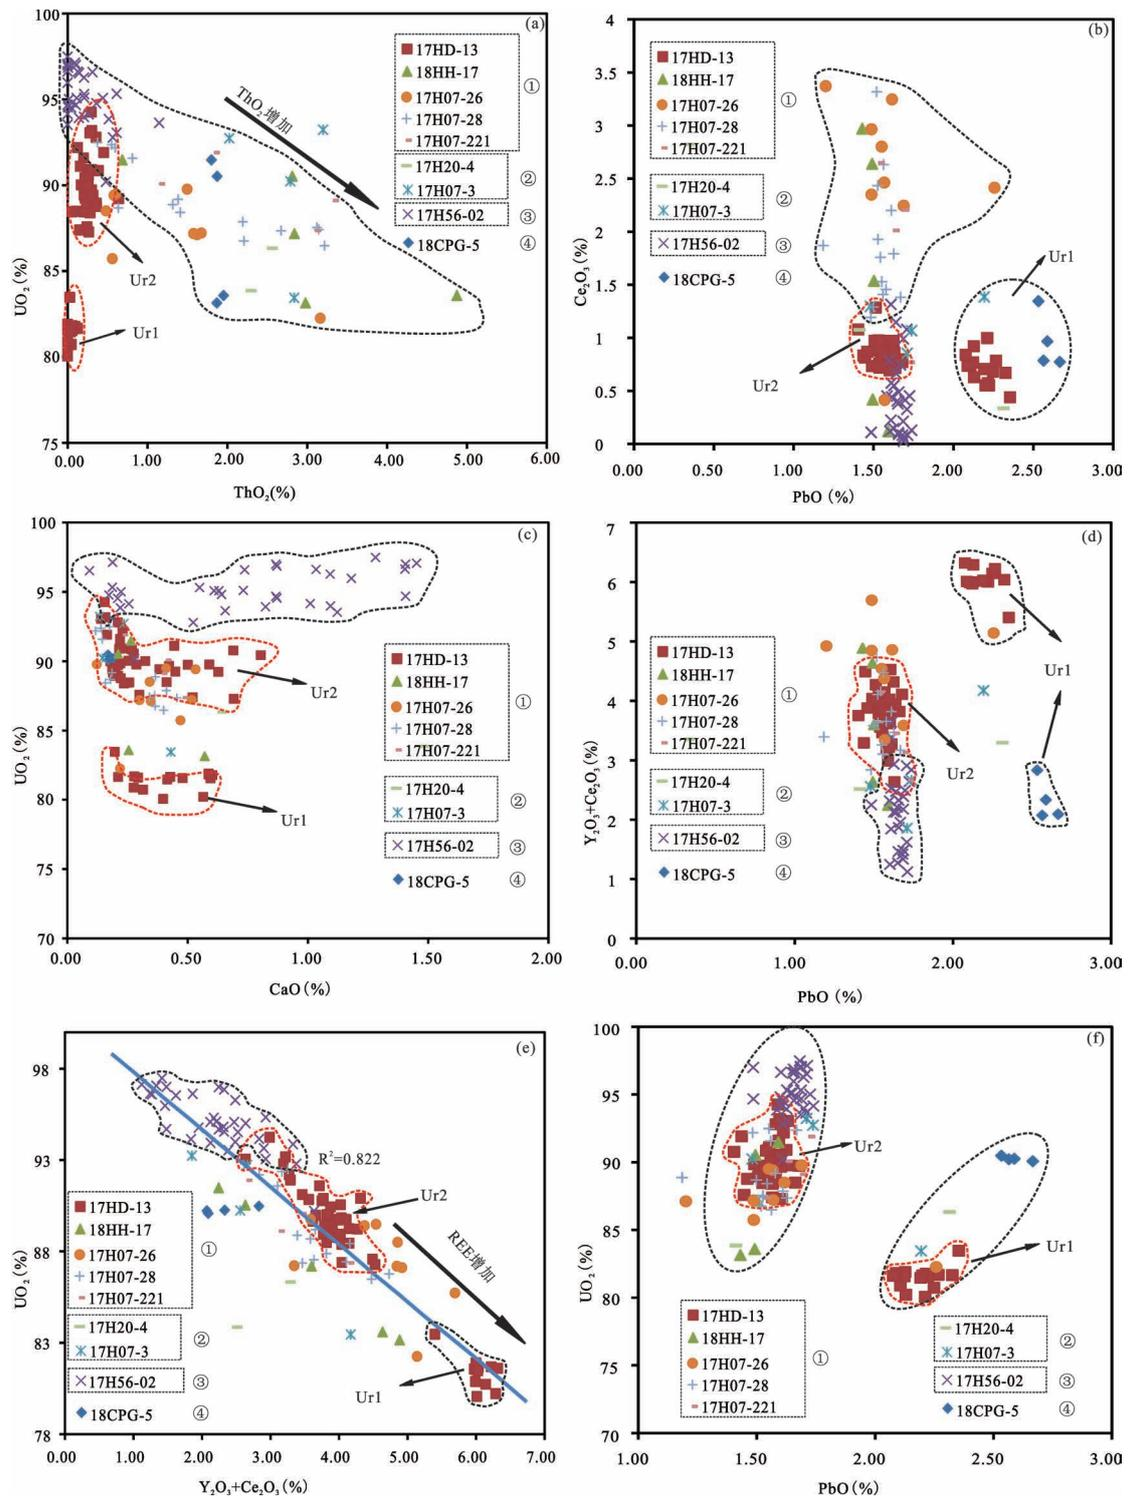 (a)
100
95
90
85
80
75
UO₂(%)
0.00 1.00 2.00 3.00 4.00 5.00 6.00
ThO₂(%)
ThO₂增加
Ur2
Ur1
17HD-13
18HH-17
17H07-26 ①
17H07-28
17H07-221
17H20-4 ②
17H07-3
17H56-02 ③
18CPG-5 ④
(b)
4
3.5
3
2.5
2
1.5
1
0.5
0
Ce₂O₃(%)
0.00 0.50 1.00 1.50 2.00 2.50 3.00
PbO (%)
17HD-13
18HH-17
17H07-26 ①
17H07-28
17H07-221
17H20-4 ②
17H07-3
17H56-02 ③
18CPG-5 ④
Ur1
Ur2
(c)
100
95
90
85
80
75
70
UO₂(%)
0.00 0.50 1.00 1.50 2.00
CaO(%)
Ur2
Ur1
17HD-13
18HH-17
17H07-26 ①
17H07-28
17H07-221
17H20-4 ②
17H07-3
17H56-02 ③
18CPG-5 ④
(d)
7
6
5
4
3
2
1
0
Y₂O₃+Ce₂O₃(%)
0.00 1.00 2.00 3.00
PbO (%)
17HD-13
18HH-17
17H07-26 ①
17H07-28
17H07-221
17H20-4 ②
17H07-3
17H56-02 ③
18CPG-5 ④
Ur1
Ur2
(e)
98
93
88
83
78
UO₂(%)
0.00 1.00 2.00 3.00 4.00 5.00 6.00 7.00
Y₂O₃+Ce₂O₃(%)
R²=0.822
Ur2
REE增加
Ur1
17HD-13
18HH-17
17H07-26 ①
17H07-28
17H07-221
17H20-4 ②
17H07-3
17H56-02 ③
18CPG-5 ④
(f)
100
95
90
85
80
75
70
UO₂(%)
1.00 1.50 2.00 2.50 3.00
PbO(%)
Ur2
Ur1
17HD-13
18HH-17
17H07-26 ①
17H07-28
17H07-221
17H20-4 ②
17H07-3
17H56-02 ③
18CPG-5 ④